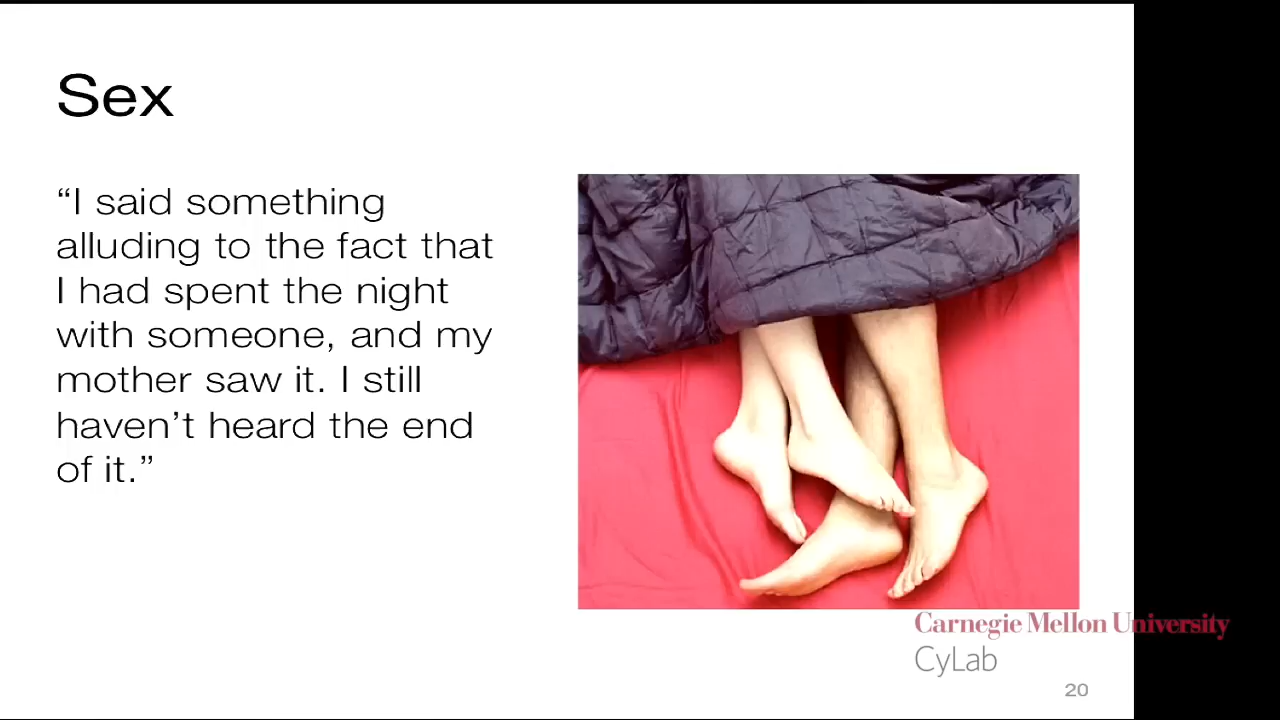 Sex
“I said something
alluding to the fact that
I had spent the night
with someone, and my
mother saw it. I still
haven’t heard the end
of it.”
Carnegie Mellon University
CyLab
20